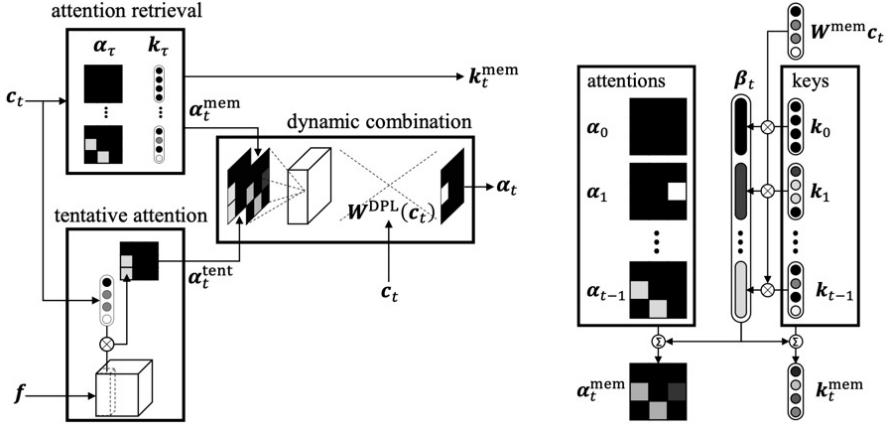 attention retrieval
α_τ k_τ
c_t
k_t^mem
α_t^mem
dynamic combination
α_t
W^DPL(c_t)
tentative attention
α_t^tent
c_t
f
W^mem c_t
attentions β_t keys
α_0 k_0
α_1 k_1
α_{t-1} k_{t-1}
Σ Σ
α_t^mem k_t^mem